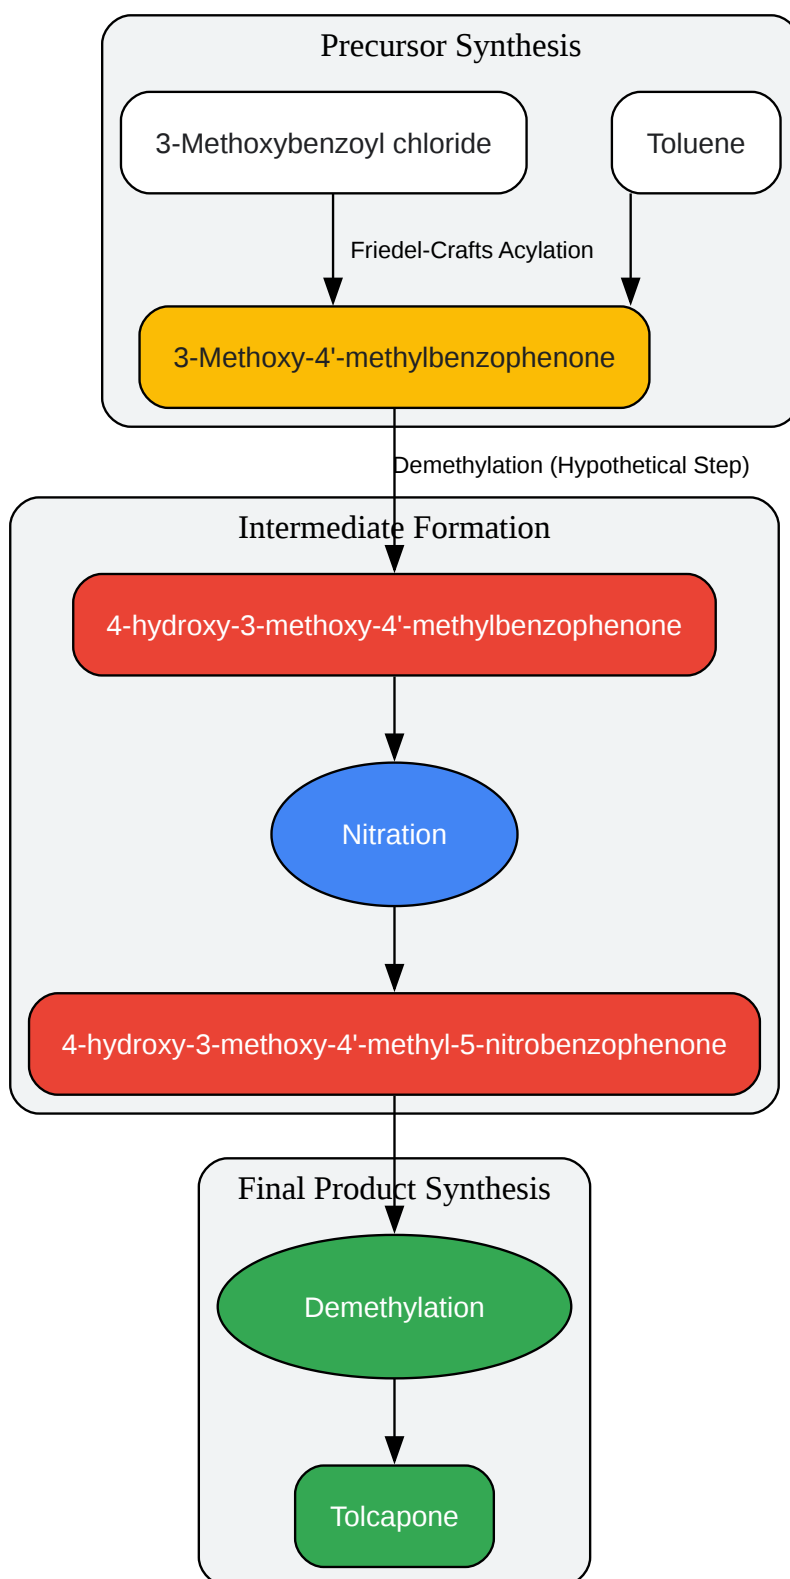 Precursor Synthesis
3-Methoxybenzoyl chloride
Toluene
Friedel-Crafts Acylation
3-Methoxy-4'-methylbenzophenone
Demethylation (Hypothetical Step)
Intermediate Formation
4-hydroxy-3-methoxy-4'-methylbenzophenone
Nitration
4-hydroxy-3-methoxy-4'-methyl-5-nitrobenzophenone
Final Product Synthesis
Demethylation
Tolcapone